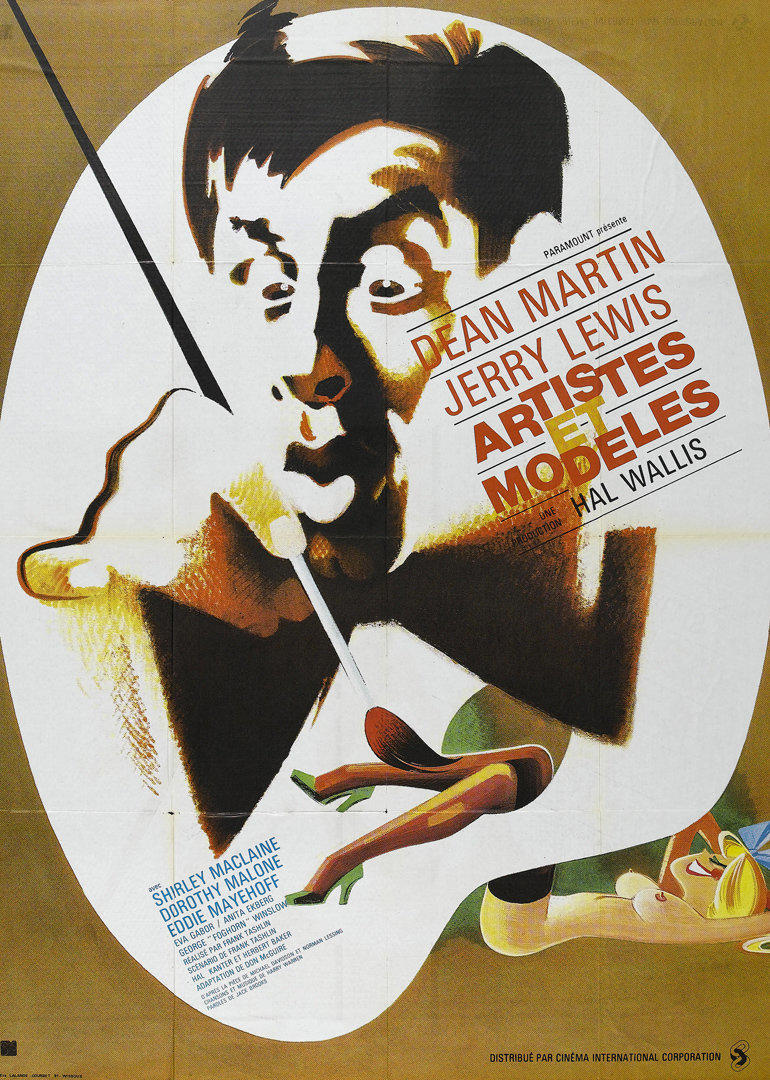 PARAMOUNT présente
DEAN MARTIN
JERRY LEWIS
ARTISTES
ET
MODELES
UNE
PRODUCTION HAL WALLIS
avec
SHIRLEY MACLAINE
DOROTHY MALONE
EDDIE MAYEHOFF
EVA GABOR / ANITA EKBERG
GEORGE "FOGHORN" WINSLOW
REALISÉ PAR FRANK TASHLIN
SCENARIO DE FRANK TASHLIN
HAL KANTER ET HERBERT BAKER
ADAPTATION DE DON McGUIRE
D'APRÈS LA PIÈCE DE MICHAEL DAVIDSON ET NORMAN LESSING
CHANSONS ET MUSIQUE DE HARRY WARREN
PAROLES DE JACK BROOKS
DISTRIBUÉ PAR CINÉMA INTERNATIONAL CORPORATION